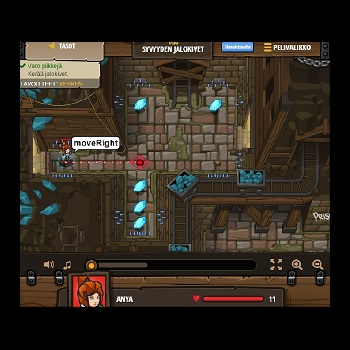 TASOT
SYVYYDEN JALOKIVET
PELIVALIKKO
Varo piikkejä.
Kerää jalokivet.
moveRight
ANYA
11